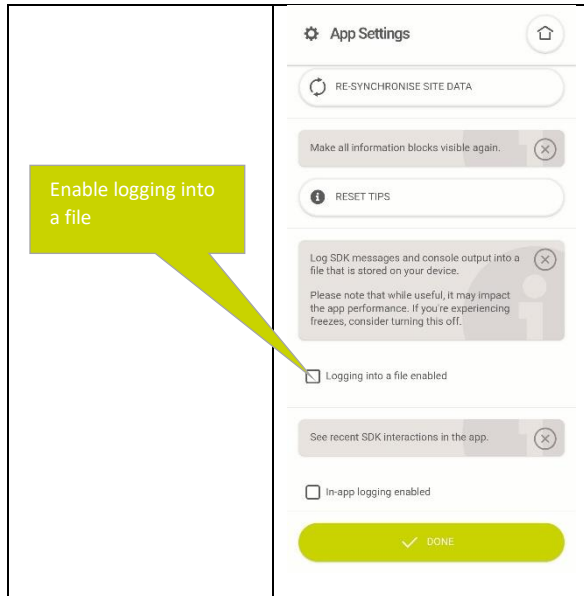 App Settings
RE-SYNCHRONISE SITE DATA
Make all information blocks visible again.
Enable logging into
a file
RESET TIPS
Log SDK messages and console output into a
file that is stored on your device.
Please note that while useful, it may impact
the app performance. If you're experiencing
freezes, consider turning this off.
Logging into a file enabled
See recent SDK interactions in the app.
In-app logging enabled
DONE